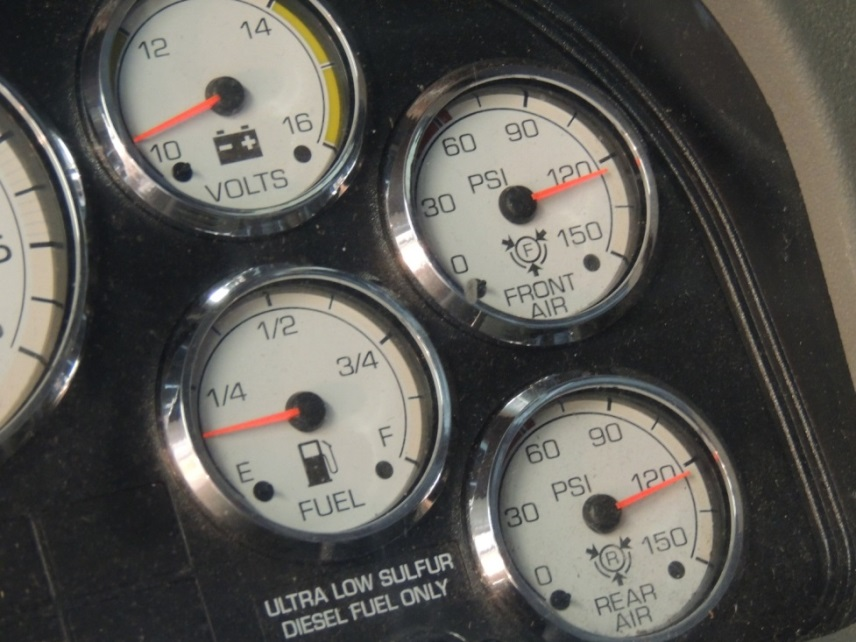 14
12
16
10
VOLTS
90
60
120
PSI
30
150
0
F
FRONT
AIR
1/2
3/4
1/4
F
E
FUEL
90
60
120
PSI
30
150
R
0
REAR
AIR
ULTRA LOW SULFUR
DIESEL FUEL ONLY